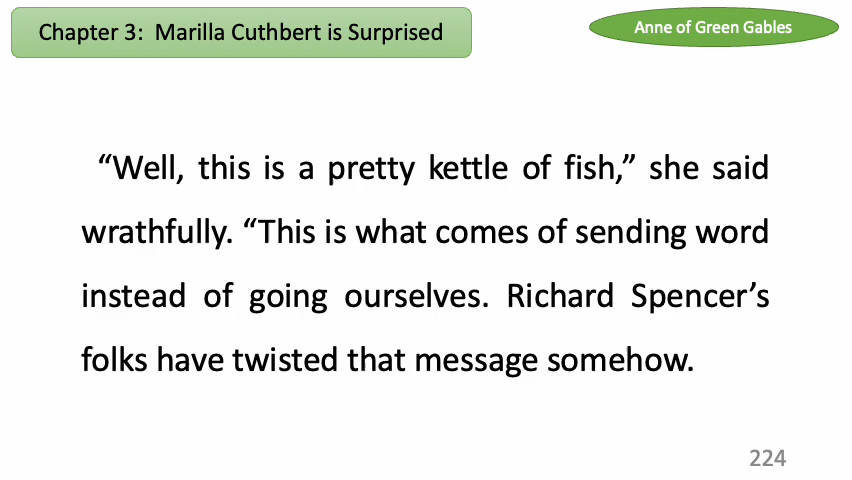 Chapter 3: Marilla Cuthbert is Surprised
Anne of Green Gables
“Well, this is a pretty kettle of fish,” she said
wrathfully. “This is what comes of sending word
instead of going ourselves. Richard Spencer’s
folks have twisted that message somehow.
224